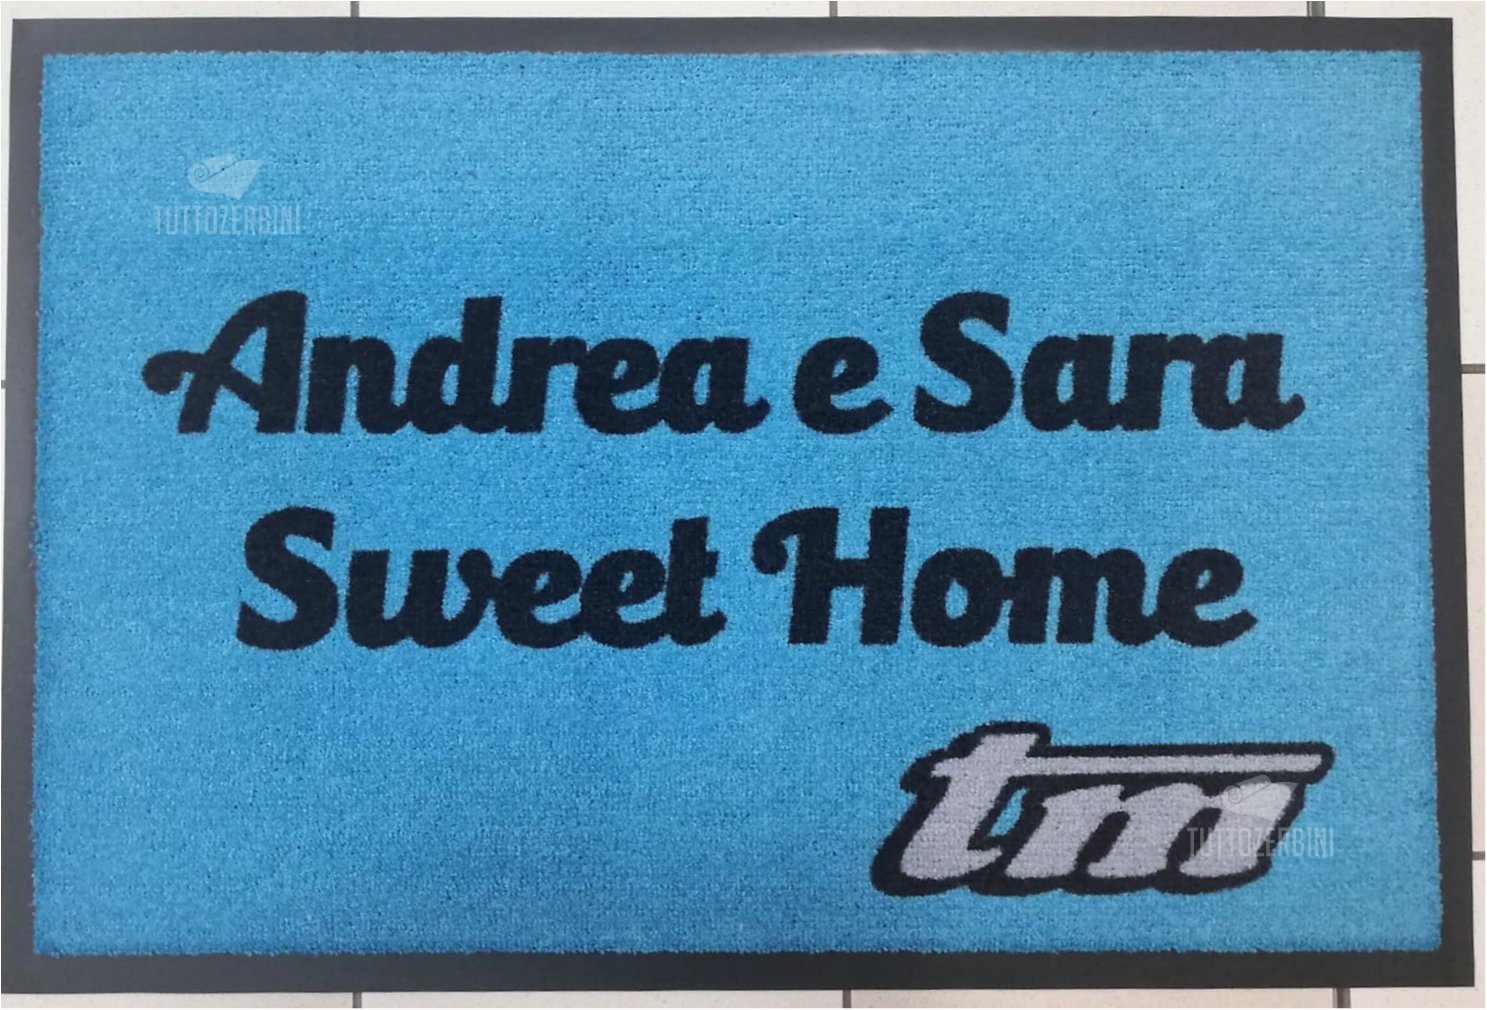 TUTTOZERBINI
Andrea e Sara
Sweet Home
tm
TUTTOZERBINI